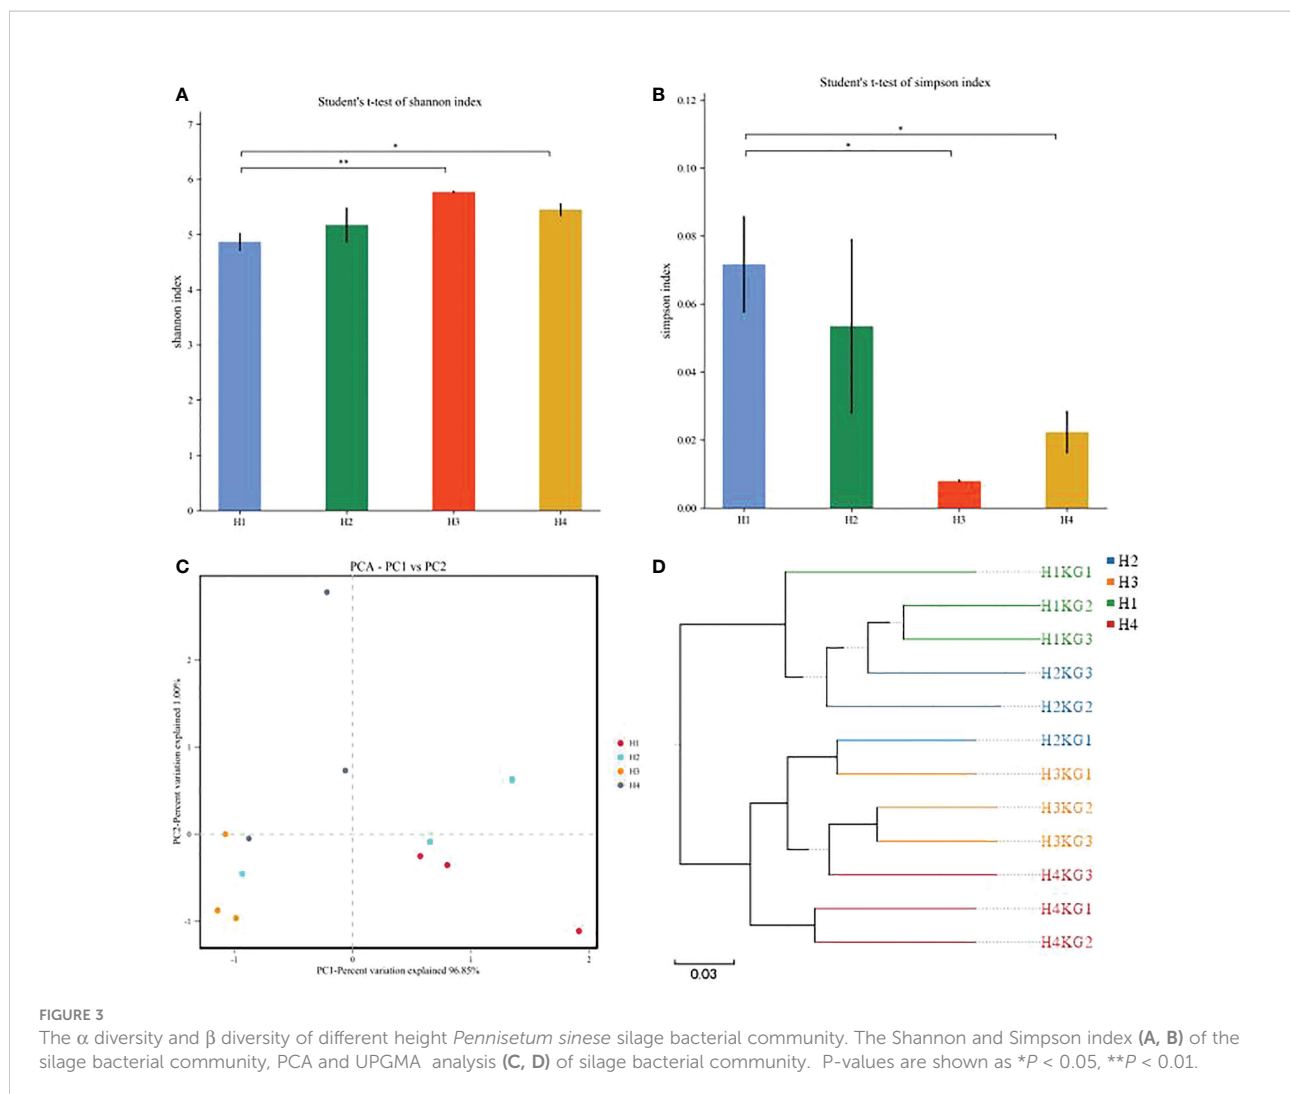 A
Student's t-test of shannon index
7
6
5
4
3
2
1
0
shannon index
*
**
H1
H2
H3
H4
B
Student's t-test of simpson index
0.12
0.10
0.08
0.06
0.04
0.02
0.00
simpson index
*
*
H1
H2
H3
H4
C
PCA - PC1 vs PC2
2
1
0
-1
PC2-Percent variation explained 1.00%
-1
0
1
2
PC1-Percent variation explained 96.85%
H1
H2
H3
H4
D
H1KG1
H1KG2
H1KG3
H2KG3
H2KG2
H2KG1
H3KG1
H3KG2
H3KG3
H4KG3
H4KG1
H4KG2
H2
H3
H1
H4
0.03
FIGURE 3
The α diversity and β diversity of different height Pennisetum sinese silage bacterial community. The Shannon and Simpson index (A, B) of the
silage bacterial community, PCA and UPGMA analysis (C, D) of silage bacterial community. P-values are shown as *P < 0.05, **P < 0.01.